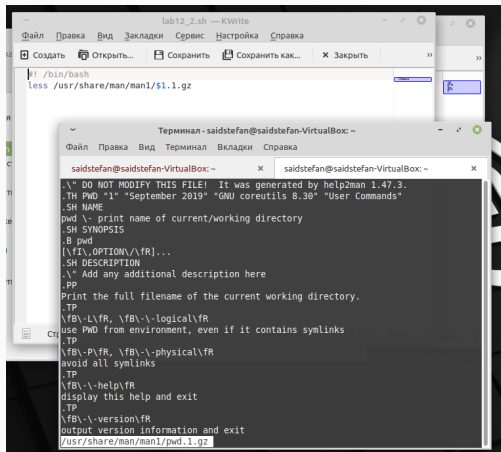 lab12_2.sh — KWrite
Файл Правка Вид Закладки Сервис Настройка Справка
Создать Открыть... Сохранить Сохранить как... Закрыть »
#! /bin/bash
less /usr/share/man/man1/$1.1.gz
Терминал - saidstefan@saidstefan-VirtualBox: ~
Файл Правка Вид Терминал Вкладки Справка
saidstefan@saidstefan-VirtualBox: ~ saidstefan@saidstefan-VirtualBox: ~
.\" DO NOT MODIFY THIS FILE!  It was generated by help2man 1.47.3.
.TH PWD "1" "September 2019" "GNU coreutils 8.30" "User Commands"
.SH NAME
pwd \- print name of current/working directory
.SH SYNOPSIS
.B pwd
[\fI\,OPTION\/\fR]...
.SH DESCRIPTION
.\" Add any additional description here
.PP
Print the full filename of the current working directory.
.TP
\fB\-L\fR, \fB\-\-logical\fR
use PWD from environment, even if it contains symlinks
.TP
\fB\-P\fR, \fB\-\-physical\fR
avoid all symlinks
.TP
\fB\-\-help\fR
display this help and exit
.TP
\fB\-\-version\fR
output version information and exit
/usr/share/man/man1/pwd.1.gz